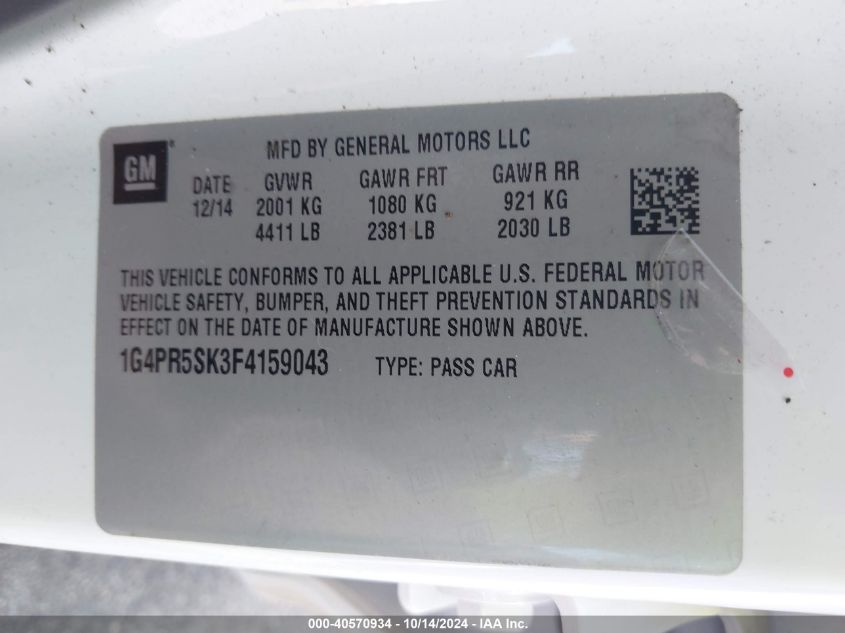 GM
MFD BY GENERAL MOTORS LLC
DATE GVWR GAWR FRT GAWR RR
12/14 2001 KG 1080 KG 921 KG
4411 LB 2381 LB 2030 LB
THIS VEHICLE CONFORMS TO ALL APPLICABLE U.S. FEDERAL MOTOR
VEHICLE SAFETY, BUMPER, AND THEFT PREVENTION STANDARDS IN
EFFECT ON THE DATE OF MANUFACTURE SHOWN ABOVE.
1G4PR5SK3F4159043 TYPE: PASS CAR
000-40570934 - 10/14/2024 - IAA Inc.